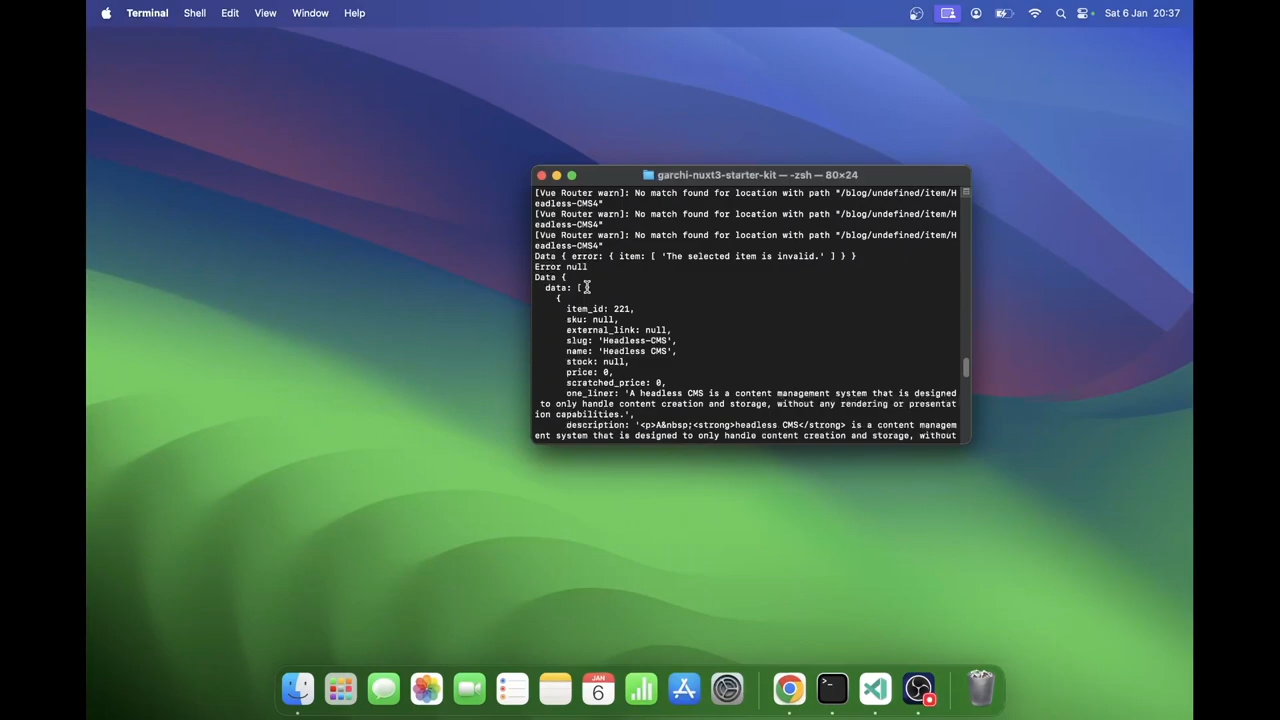 Terminal Shell Edit View Window Help Sat 6 Jan 20:37
garchi-nuxt3-starter-kit — -zsh — 80×24
[Vue Router warn]: No match found for location with path "/blog/undefined/item/H
eadless-CMS4"
[Vue Router warn]: No match found for location with path "/blog/undefined/item/H
eadless-CMS4"
[Vue Router warn]: No match found for location with path "/blog/undefined/item/H
eadless-CMS4"
Data { error: { item: [ 'The selected item is invalid.' ] } }
Error null
Data {
data: [
{
item_id: 221,
sku: null,
external_link: null,
slug: 'Headless-CMS',
name: 'Headless CMS',
stock: null,
price: 0,
scratched_price: 0,
one_liner: 'A headless CMS is a content management system that is designed
to only handle content creation and storage, without any rendering or presentat
ion capabilities.',
description: '<p>A&nbsp;<strong>headless CMS</strong> is a content managem
ent system that is designed to only handle content creation and storage, without
JAN
6
>_